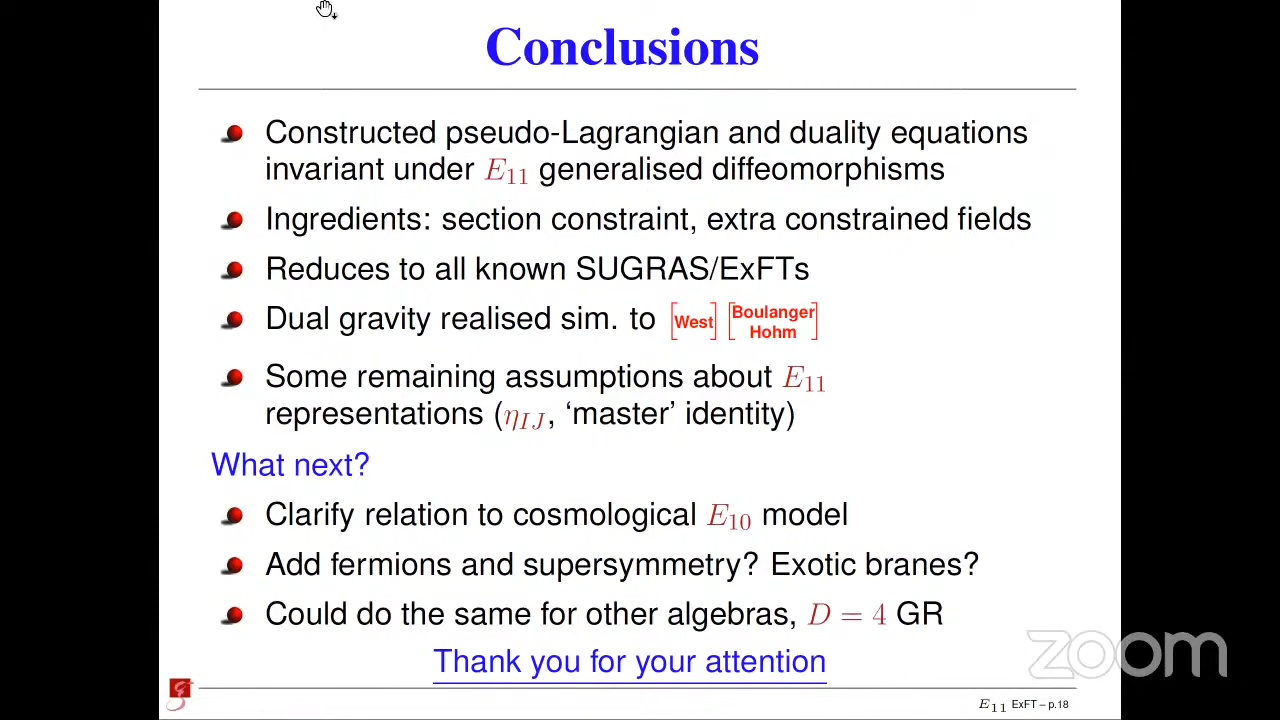 Conclusions
Constructed pseudo-Lagrangian and duality equations
invariant under E₁₁ generalised diffeomorphisms
Ingredients: section constraint, extra constrained fields
Reduces to all known SUGRAS/ExFTs
Dual gravity realised sim. to [West] [Boulanger Hohm]
Some remaining assumptions about E₁₁
representations (η_{IJ}, ‘master’ identity)
What next?
Clarify relation to cosmological E₁₀ model
Add fermions and supersymmetry? Exotic branes?
Could do the same for other algebras, D = 4 GR
Thank you for your attention
zoom
E₁₁ ExFT – p.18